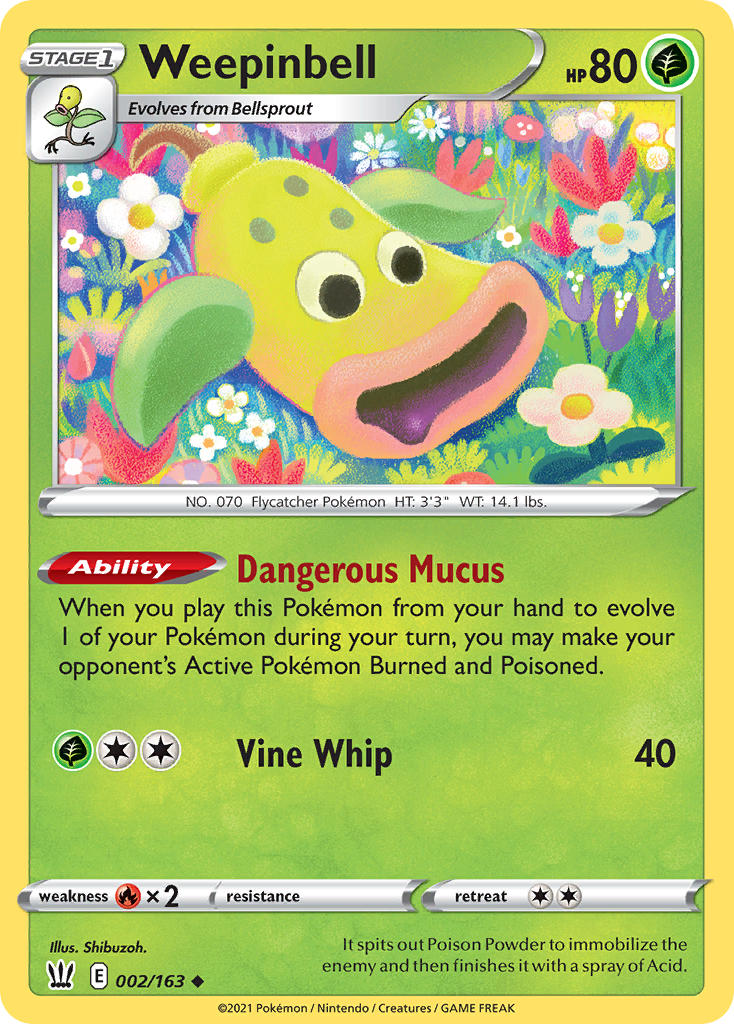 STAGE 1
Weepinbell
HP 80
Evolves from Bellsprout
NO. 070 Flycatcher Pokémon HT: 3'3" WT: 14.1 lbs.
Ability
Dangerous Mucus
When you play this Pokémon from your hand to evolve
1 of your Pokémon during your turn, you may make your
opponent's Active Pokémon Burned and Poisoned.
Vine Whip 40
weakness ×2 resistance retreat
Illus. Shibuzoh.
It spits out Poison Powder to immobilize the
enemy and then finishes it with a spray of Acid.
E 002/163
©2021 Pokémon / Nintendo / Creatures / GAME FREAK